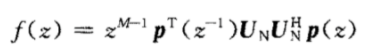 f(z) = z^{M-1} p^T(z^{-1}) U_N U_N^H p(z)